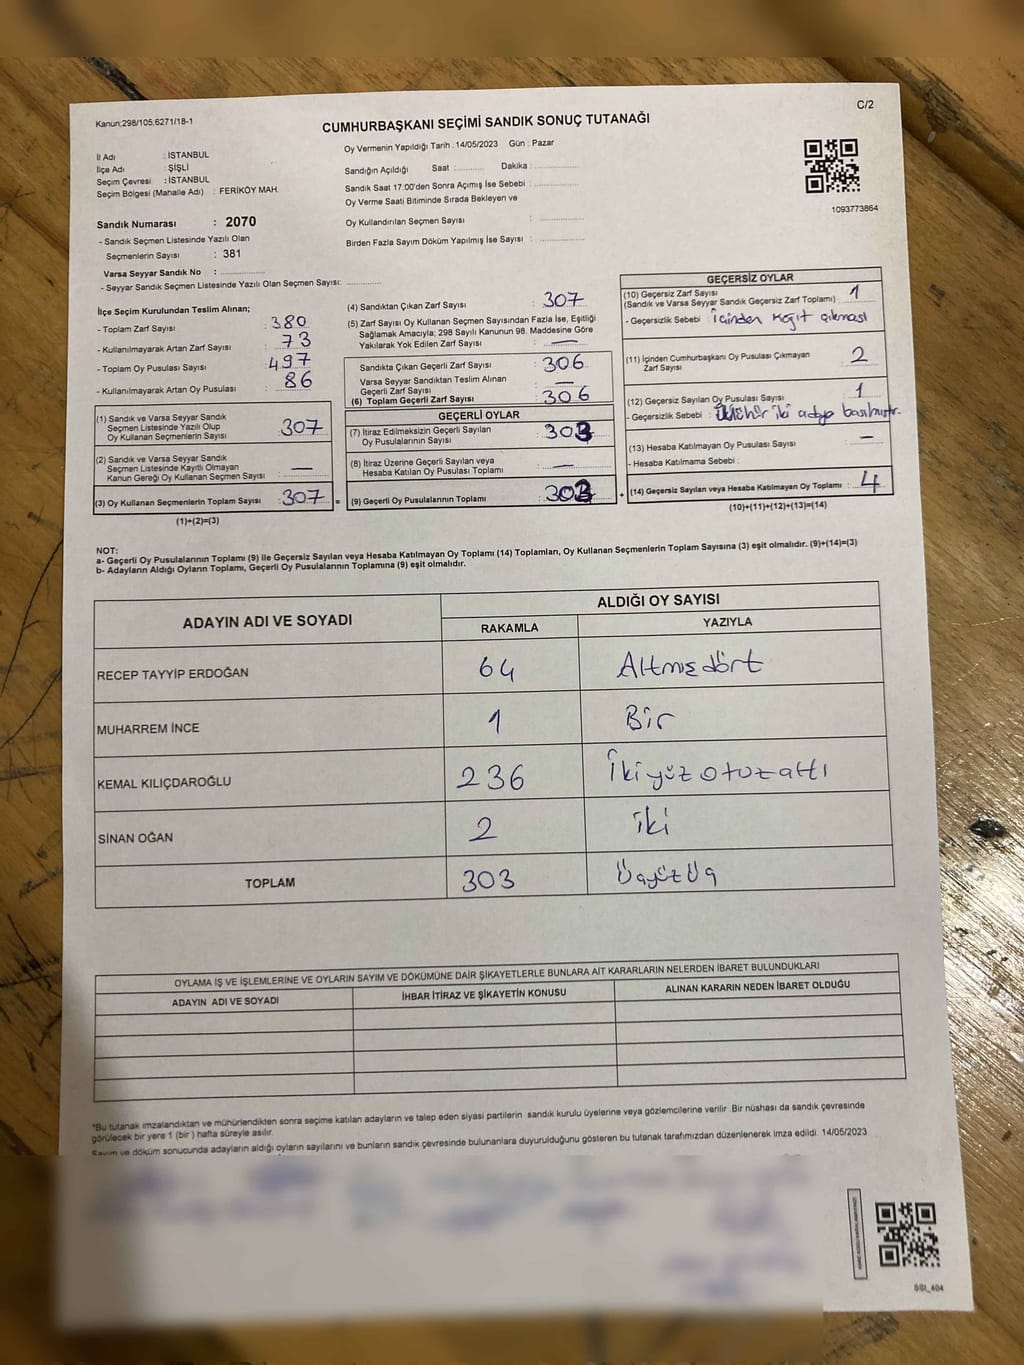 Kanun;298/105;6271/18-1
C/2
CUMHURBAŞKANI SEÇİMİ SANDIK SONUÇ TUTANAĞI
İl Adı : İSTANBUL
İlçe Adı : ŞİŞLİ
Seçim Çevresi : İSTANBUL
Seçim Bölgesi (Mahalle Adı) : FERİKÖY MAH.
Sandık Numarası : 2070
- Sandık Seçmen Listesinde Yazılı Olan
Seçmenlerin Sayısı : 381
Varsa Seyyar Sandık No :
- Seyyar Sandık Seçmen Listesinde Yazılı Olan Seçmen Sayısı:
Oy Vermenin Yapıldığı Tarih : 14/05/2023 Gün : Pazar
Sandığın Açıldığı Saat : Dakika :
Sandık Saat 17:00'den Sonra Açımış İse Sebebi :
Oy Verme Saati Bitiminde Sırada Bekleyen ve
Oy Kullandırılan Seçmen Sayısı :
Birden Fazla Sayım Döküm Yapılmış İse Sayısı :
1093773864
İlçe Seçim Kurulundan Teslim Alınan;
- Toplam Zarf Sayısı : 380
- Kullanılmayarak Artan Zarf Sayısı : 73
- Toplam Oy Pusulası Sayısı : 497
- Kullanılmayarak Artan Oy Pusulası : 86
(1) Sandık ve Varsa Seyyar Sandık
Seçmen Listesinde Yazılı Olup
Oy Kullanan Seçmenlerin Sayısı : 307
(2) Sandık ve Varsa Seyyar Sandık
Seçmen Listesinde Kayıtlı Olmayan
Kanun Gereği Oy Kullanan Seçmen Sayısı : —
(3) Oy Kullanan Seçmenlerin Toplam Sayısı : 307 =
(1)+(2)=(3)
(4) Sandıktan Çıkan Zarf Sayısı : 307
(5) Zarf Sayısı Oy Kullanan Seçmen Sayısından Fazla İse, Eşitliği
Sağlamak Amacıyla; 298 Sayılı Kanunun 98. Maddesine Göre
Yakılarak Yok Edilen Zarf Sayısı : —
Sandıkta Çıkan Geçerli Zarf Sayısı : 306
Varsa Seyyar Sandıktan Teslim Alınan
Geçerli Zarf Sayısı : —
(6) Toplam Geçerli Zarf Sayısı : 306
GEÇERLİ OYLAR
(7) İtiraz Edilmeksizin Geçerli Sayılan
Oy Pusulalarının Sayısı : 303
(8) İtiraz Üzerine Geçerli Sayılan veya
Hesaba Katılan Oy Pusulası Toplamı : —
(9) Geçerli Oy Pusulalarının Toplamı : 303 +
GEÇERSİZ OYLAR
(10) Geçersiz Zarf Sayısı
(Sandık ve Varsa Seyyar Sandık Geçersiz Zarf Toplamı) : 1
- Geçersizlik Sebebi : İçinden kağıt çıkması
(11) İçinden Cumhurbaşkanı Oy Pusulası Çıkmayan
Zarf Sayısı : 2
(12) Geçersiz Sayılan Oy Pusulası Sayısı : 1
- Geçersizlik Sebebi : iki adaya basılmıştır.
(13) Hesaba Katılmayan Oy Pusulası Sayısı : —
- Hesaba Katılmama Sebebi :
(14) Geçersiz Sayılan veya Hesaba Katılmayan Oy Toplamı : 4
(10)+(11)+(12)+(13)=(14)
NOT:
a- Geçerli Oy Pusulalarının Toplamı (9) ile Geçersiz Sayılan veya Hesaba Katılmayan Oy Toplamı (14) Toplamları, Oy Kullanan Seçmenlerin Toplam Sayısına (3) eşit olmalıdır. (9)+(14)=(3)
b- Adayların Aldığı Oyların Toplamı, Geçerli Oy Pusulalarının Toplamına (9) eşit olmalıdır.
ADAYIN ADI VE SOYADI
ALDIĞI OY SAYISI
RAKAMLA YAZIYLA
RECEP TAYYİP ERDOĞAN 64 Altmışdört
MUHARREM İNCE 1 Bir
KEMAL KILIÇDAROĞLU 236 İkiyüzotuzaltı
SİNAN OĞAN 2 iki
TOPLAM 303 Üçyüzüç
OYLAMA İŞ VE İŞLEMLERİNE VE OYLARIN SAYIM VE DÖKÜMÜNE DAİR ŞİKAYETLERLE BUNLARA AİT KARARLARIN NELERDEN İBARET BULUNDUKLARI
ADAYIN ADI VE SOYADI İHBAR İTİRAZ VE ŞİKAYETİN KONUSU ALINAN KARARIN NEDEN İBARET OLDUĞU
*Bu tutanak imzalandıktan ve mühürlendikten sonra seçime katılan adayların ve talep eden siyasi partilerin sandık kurulu üyelerine veya gözlemcilerine verilir .Bir nüshası da sandık çevresinde
görülecek bir yere 1 (bir ) hafta süreyle asılır.
Sayım ve döküm sonucunda adayların aldığı oyların sayılarını ve bunların sandık çevresinde bulunanlara duyurulduğunu gösteren bu tutanak tarafımızdan düzenlenerek imza edildi. 14/05/2023
SSI_404